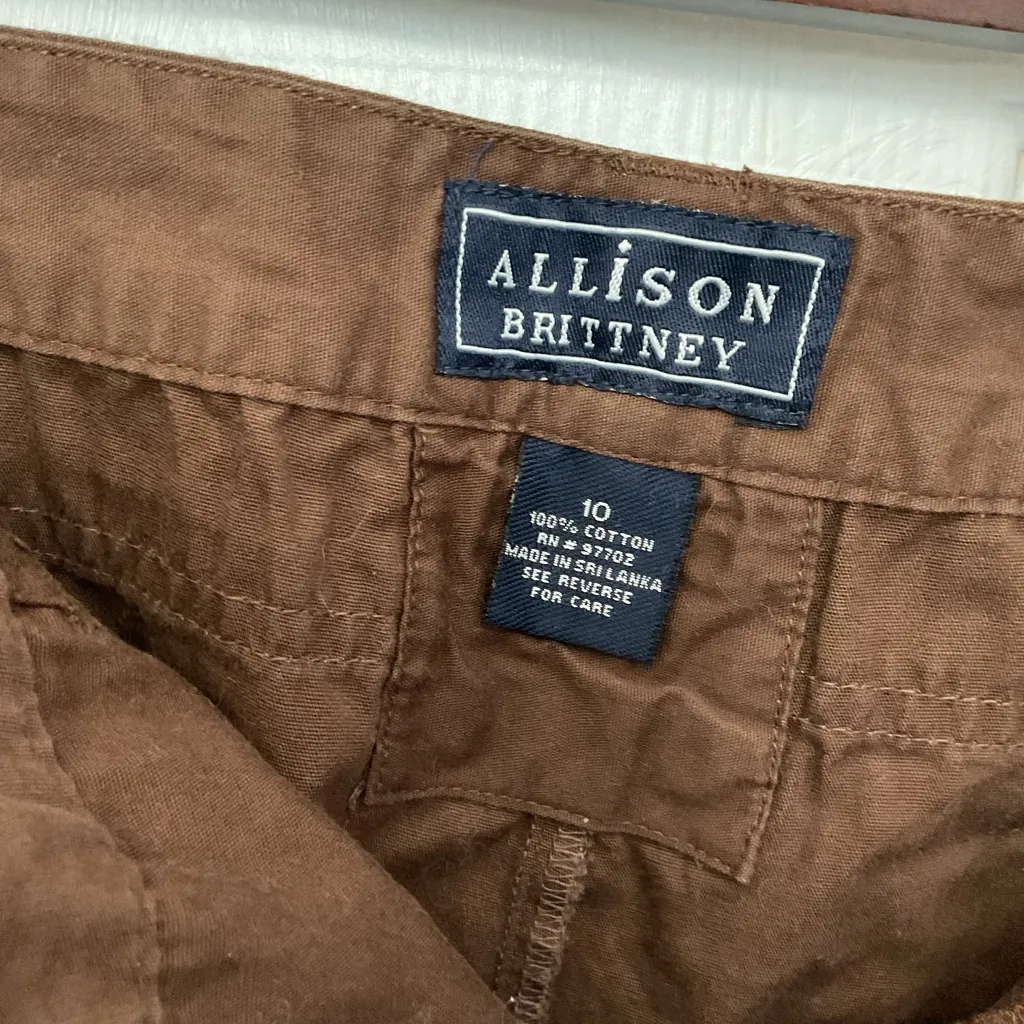 ALLiSON
BRITTNEY
10
100% COTTON
RN # 97702
MADE IN SRI LANKA
SEE REVERSE
FOR CARE